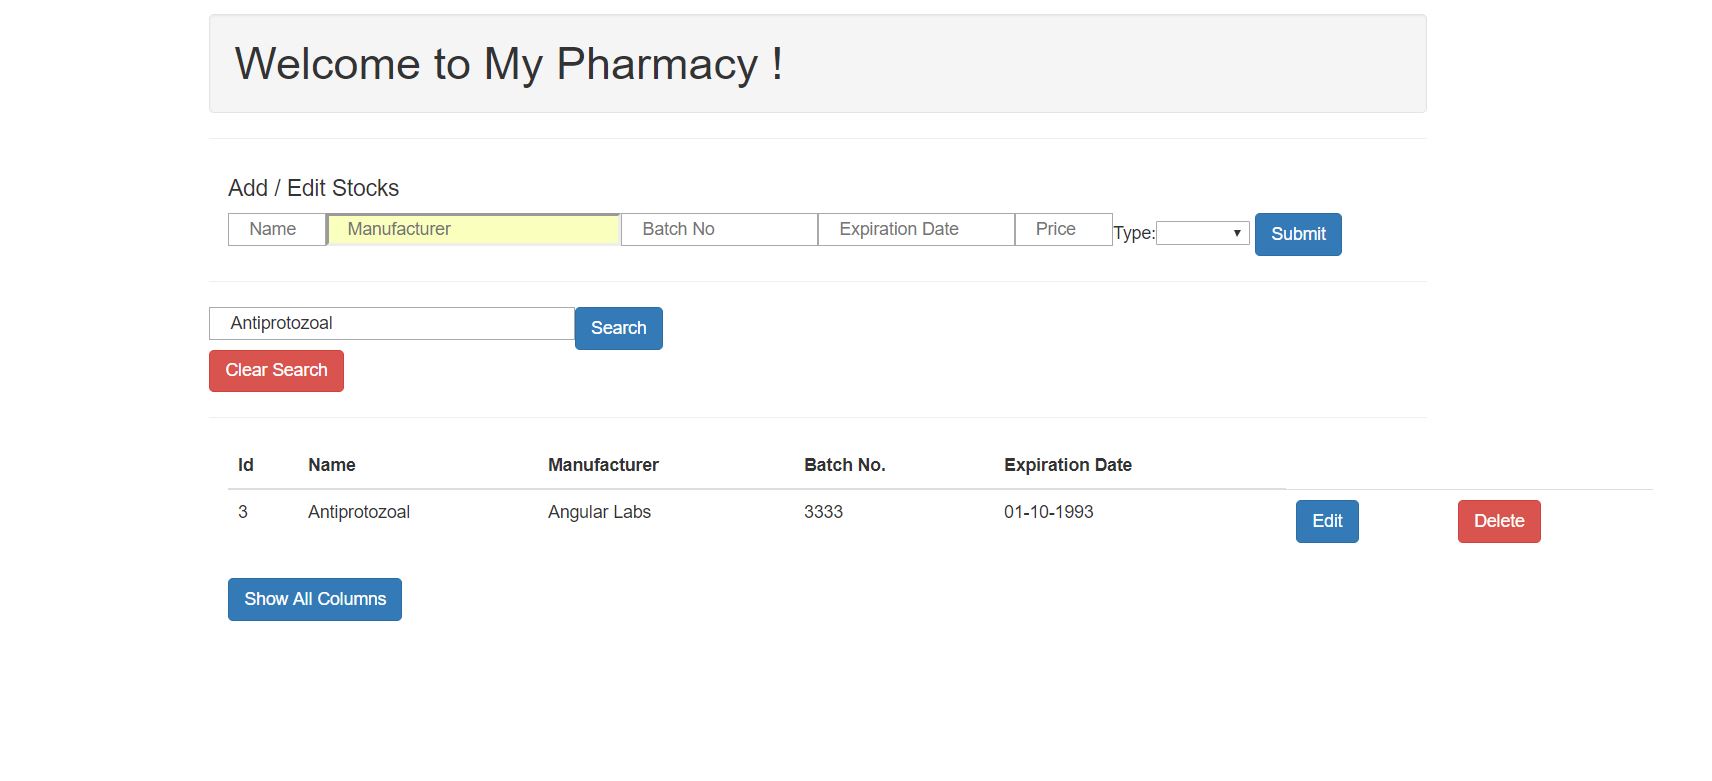 Welcome to My Pharmacy !
Add / Edit Stocks
Name Manufacturer Batch No Expiration Date Price Type: Submit
Antiprotozoal Search
Clear Search
Id Name Manufacturer Batch No. Expiration Date
3 Antiprotozoal Angular Labs 3333 01-10-1993 Edit Delete
Show All Columns